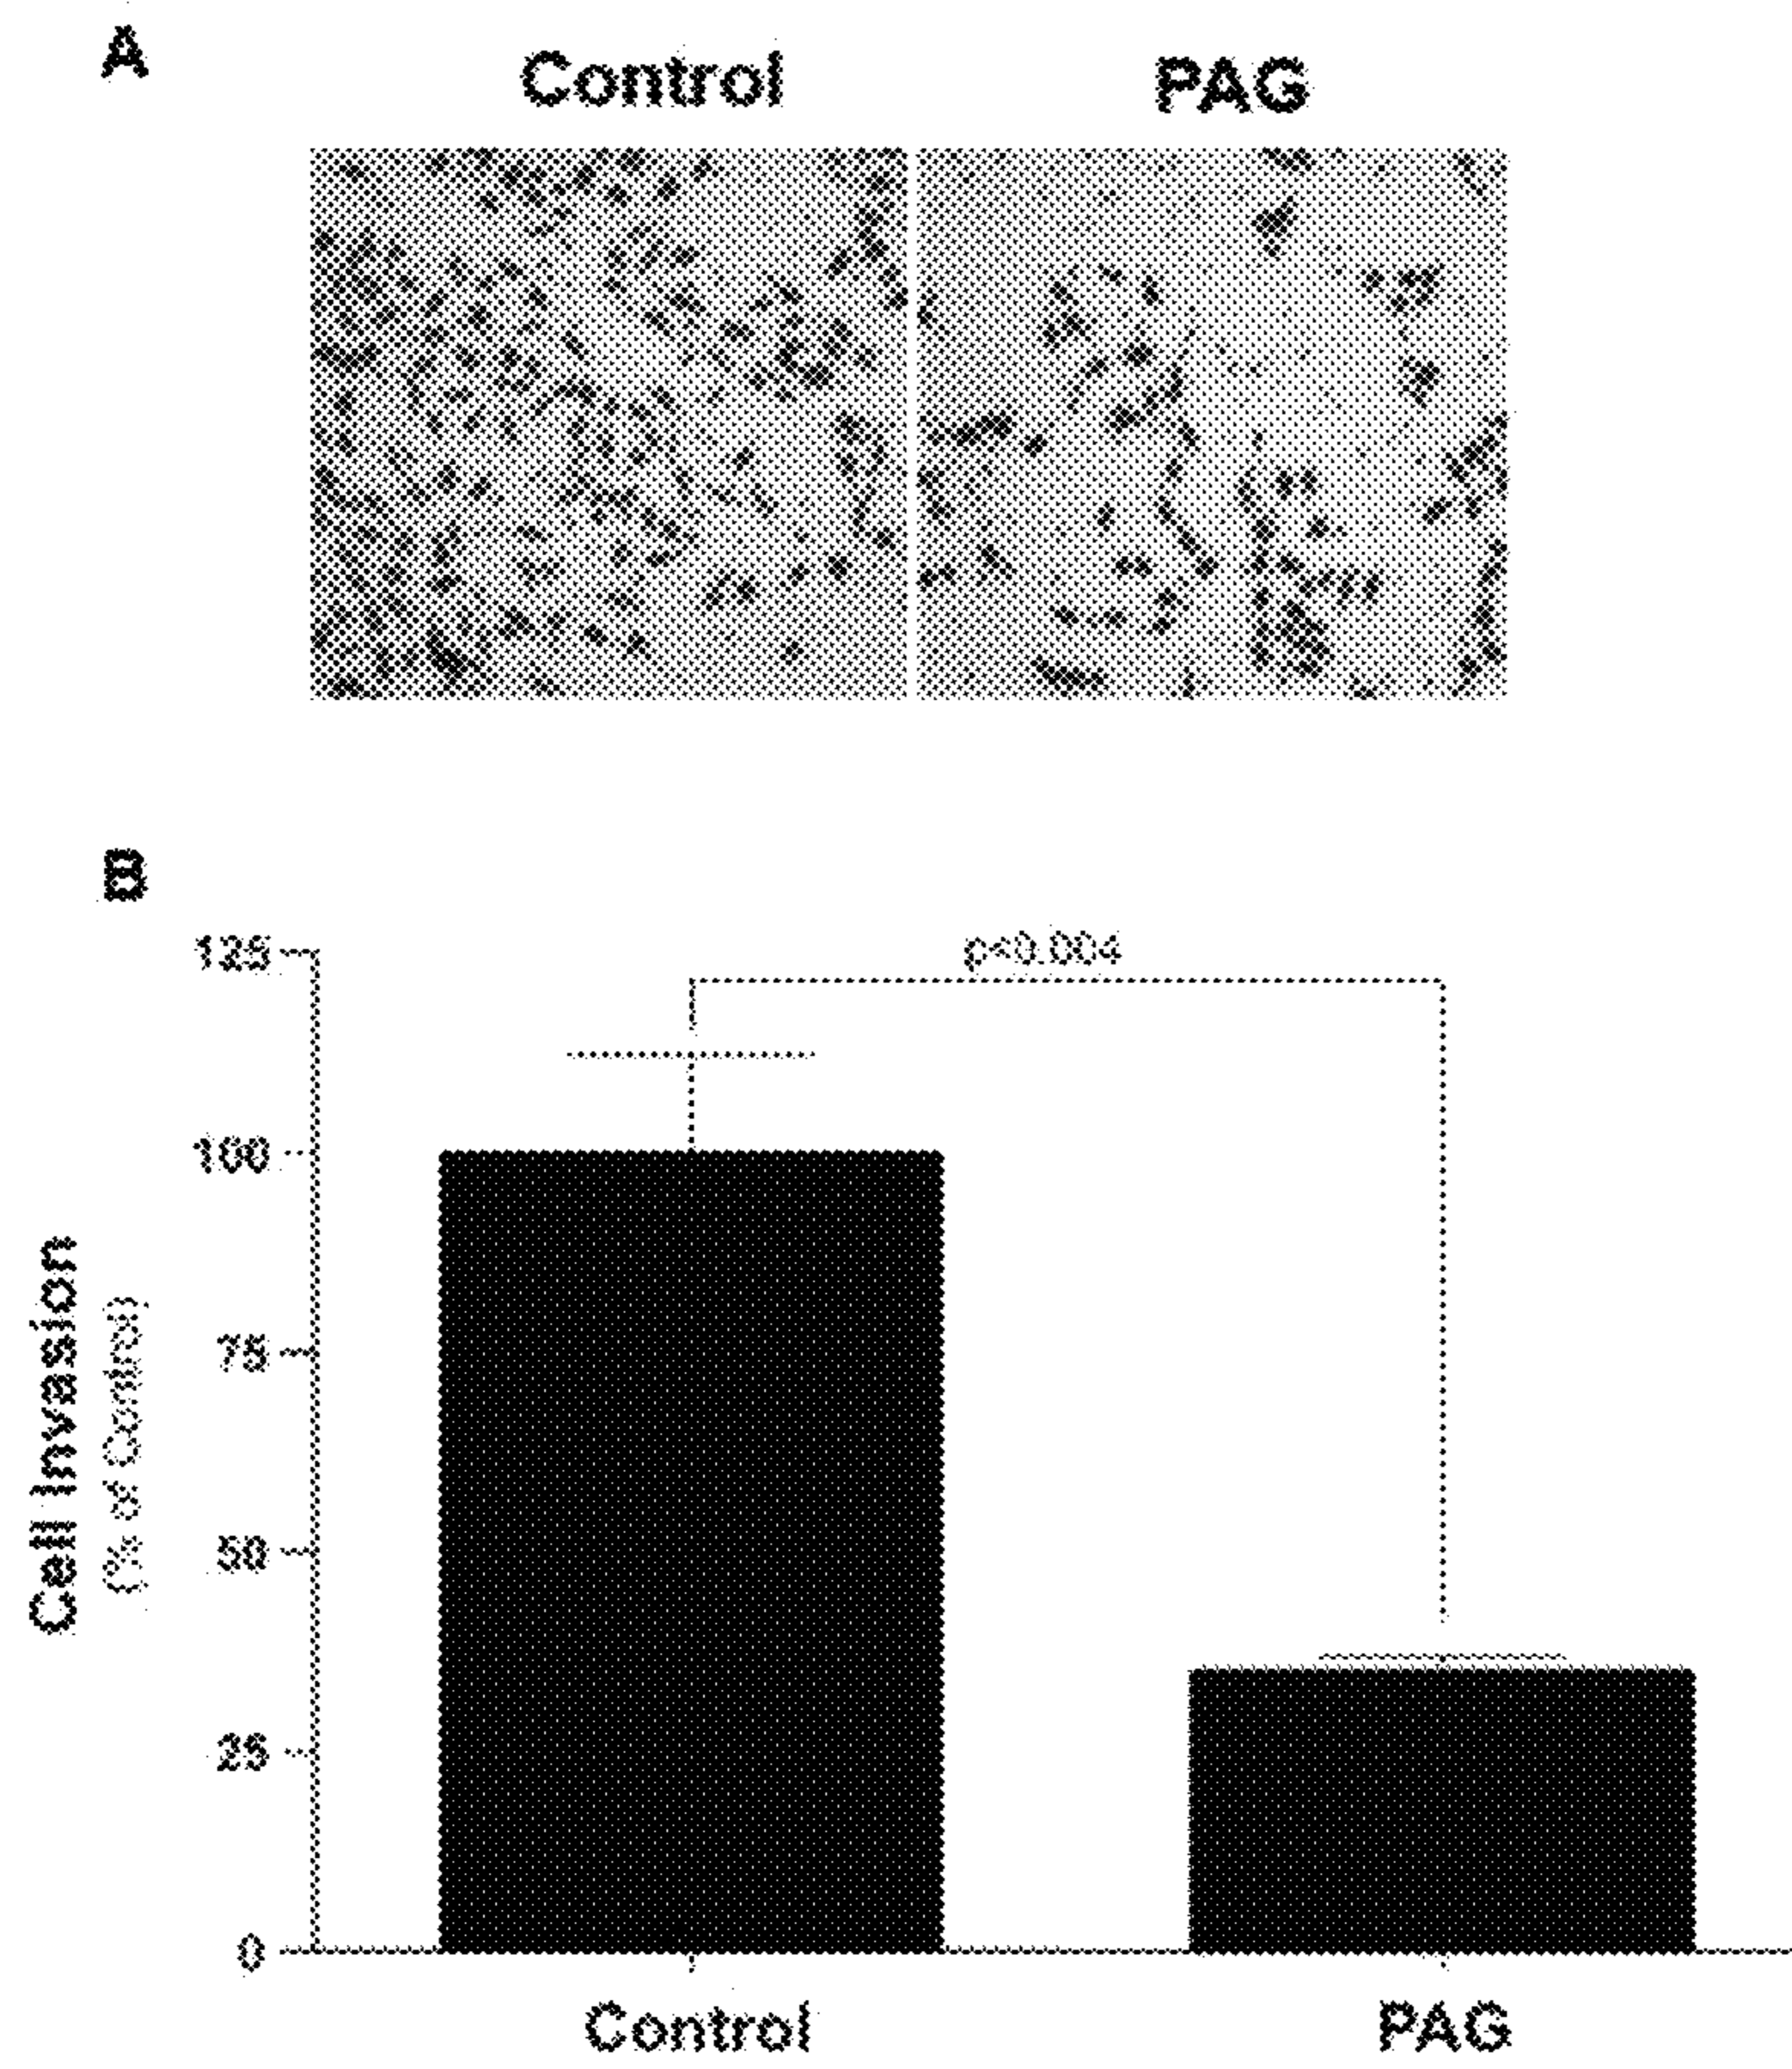 A
Control
PAG
B
p<0.004
125
100
75
50
25
0
Cell Invasion
(% of Control)
Control
PAG